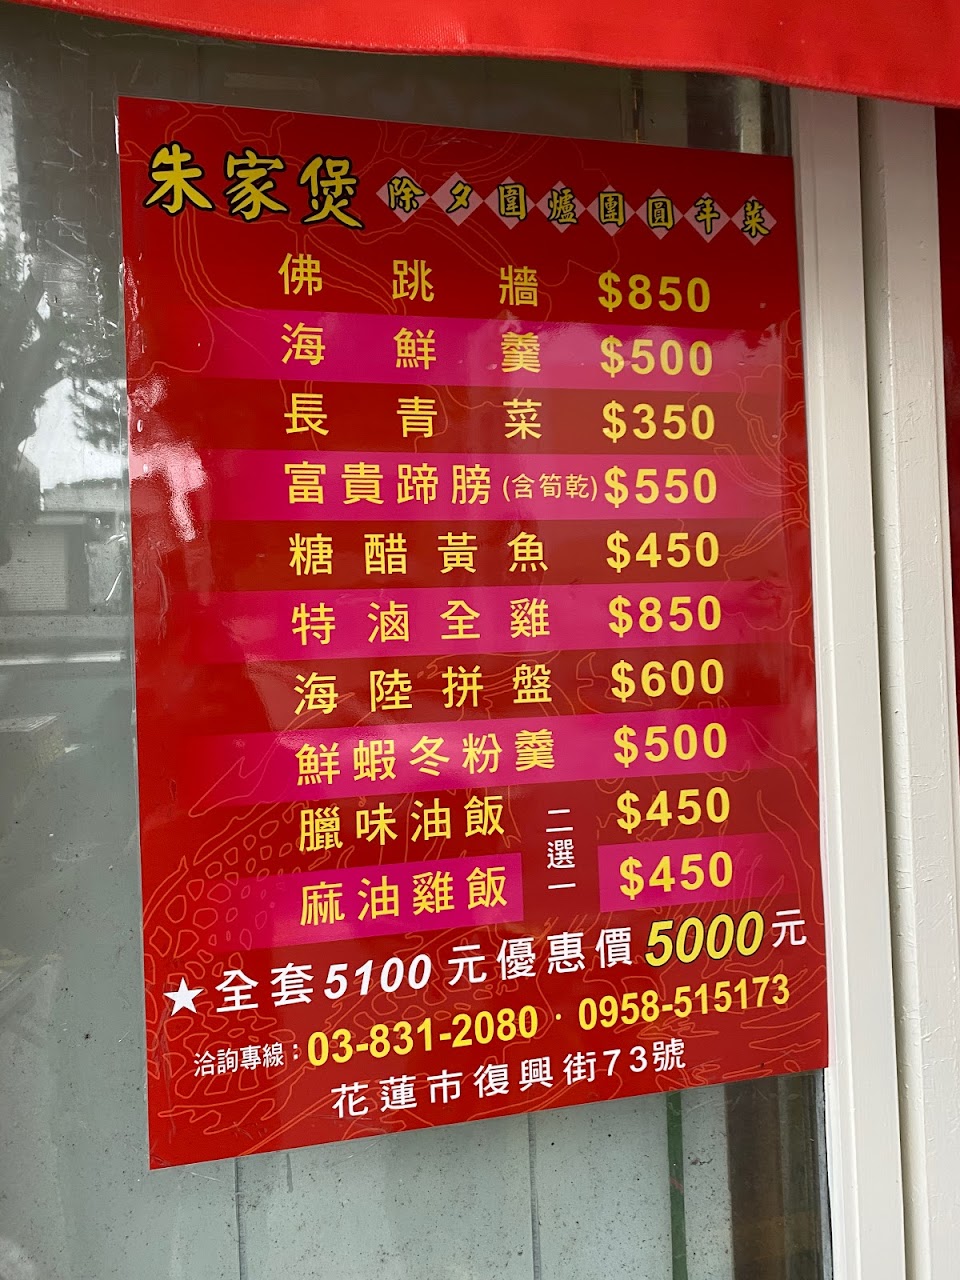 朱家煲 除夕圍爐團圓年菜
佛跳牆 $850
海鮮羹 $500
長青菜 $350
富貴蹄膀(含筍乾) $550
糖醋黃魚 $450
特滷全雞 $850
海陸拼盤 $600
鮮蝦冬粉羹 $500
臘味油飯 $450
二選一
麻油雞飯 $450
★全套5100元優惠價5000元
洽詢專線：03-831-2080·0958-515173
花蓮市復興街73號